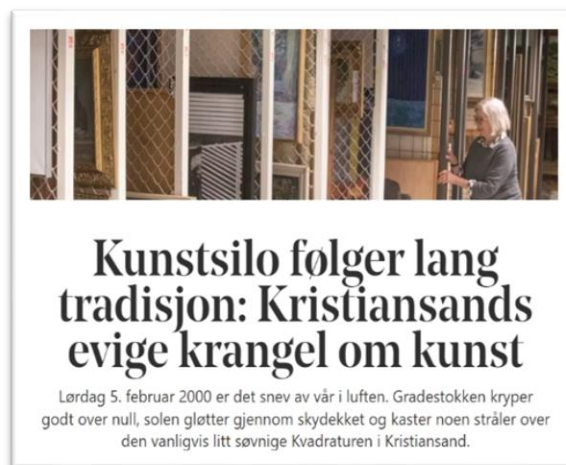 Kunstsilo følger lang
tradisjon: Kristiansands
evige krangel om kunst
Lørdag 5. februar 2000 er det snev av vår i luften. Gradestokken kryper
godt over null, solen gløtter gjennom skydekket og kaster noen stråler over
den vanligvis litt søvnige Kvadraturen i Kristiansand.